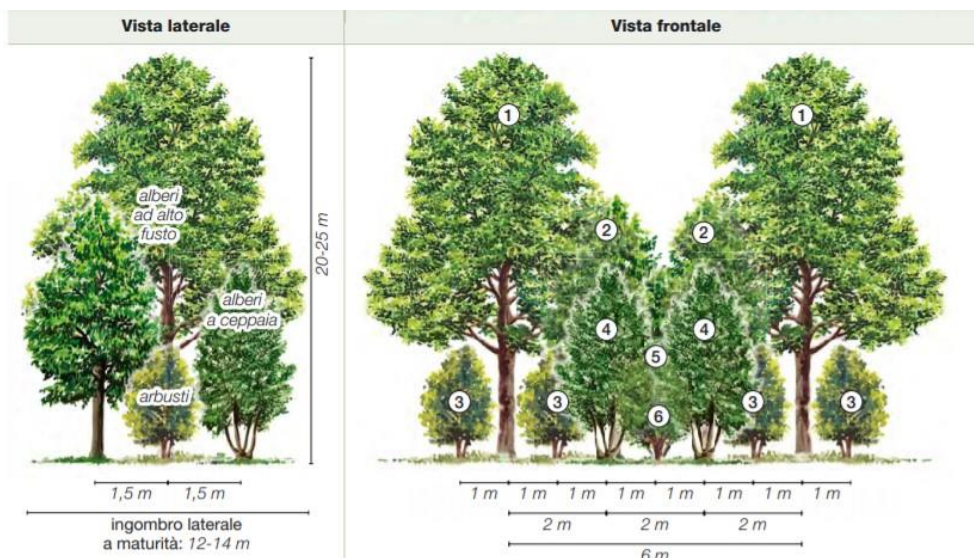 Vista laterale
Vista frontale
alberi
ad alto
fusto
alberi
a ceppaia
arbusti
20-25 m
1,5 m
1,5 m
ingombro laterale
a maturità: 12-14 m
1
1
2
2
4
4
5
3
3
6
3
3
1 m
1 m
1 m
1 m
1 m
1 m
1 m
1 m
2 m
2 m
2 m
6 m